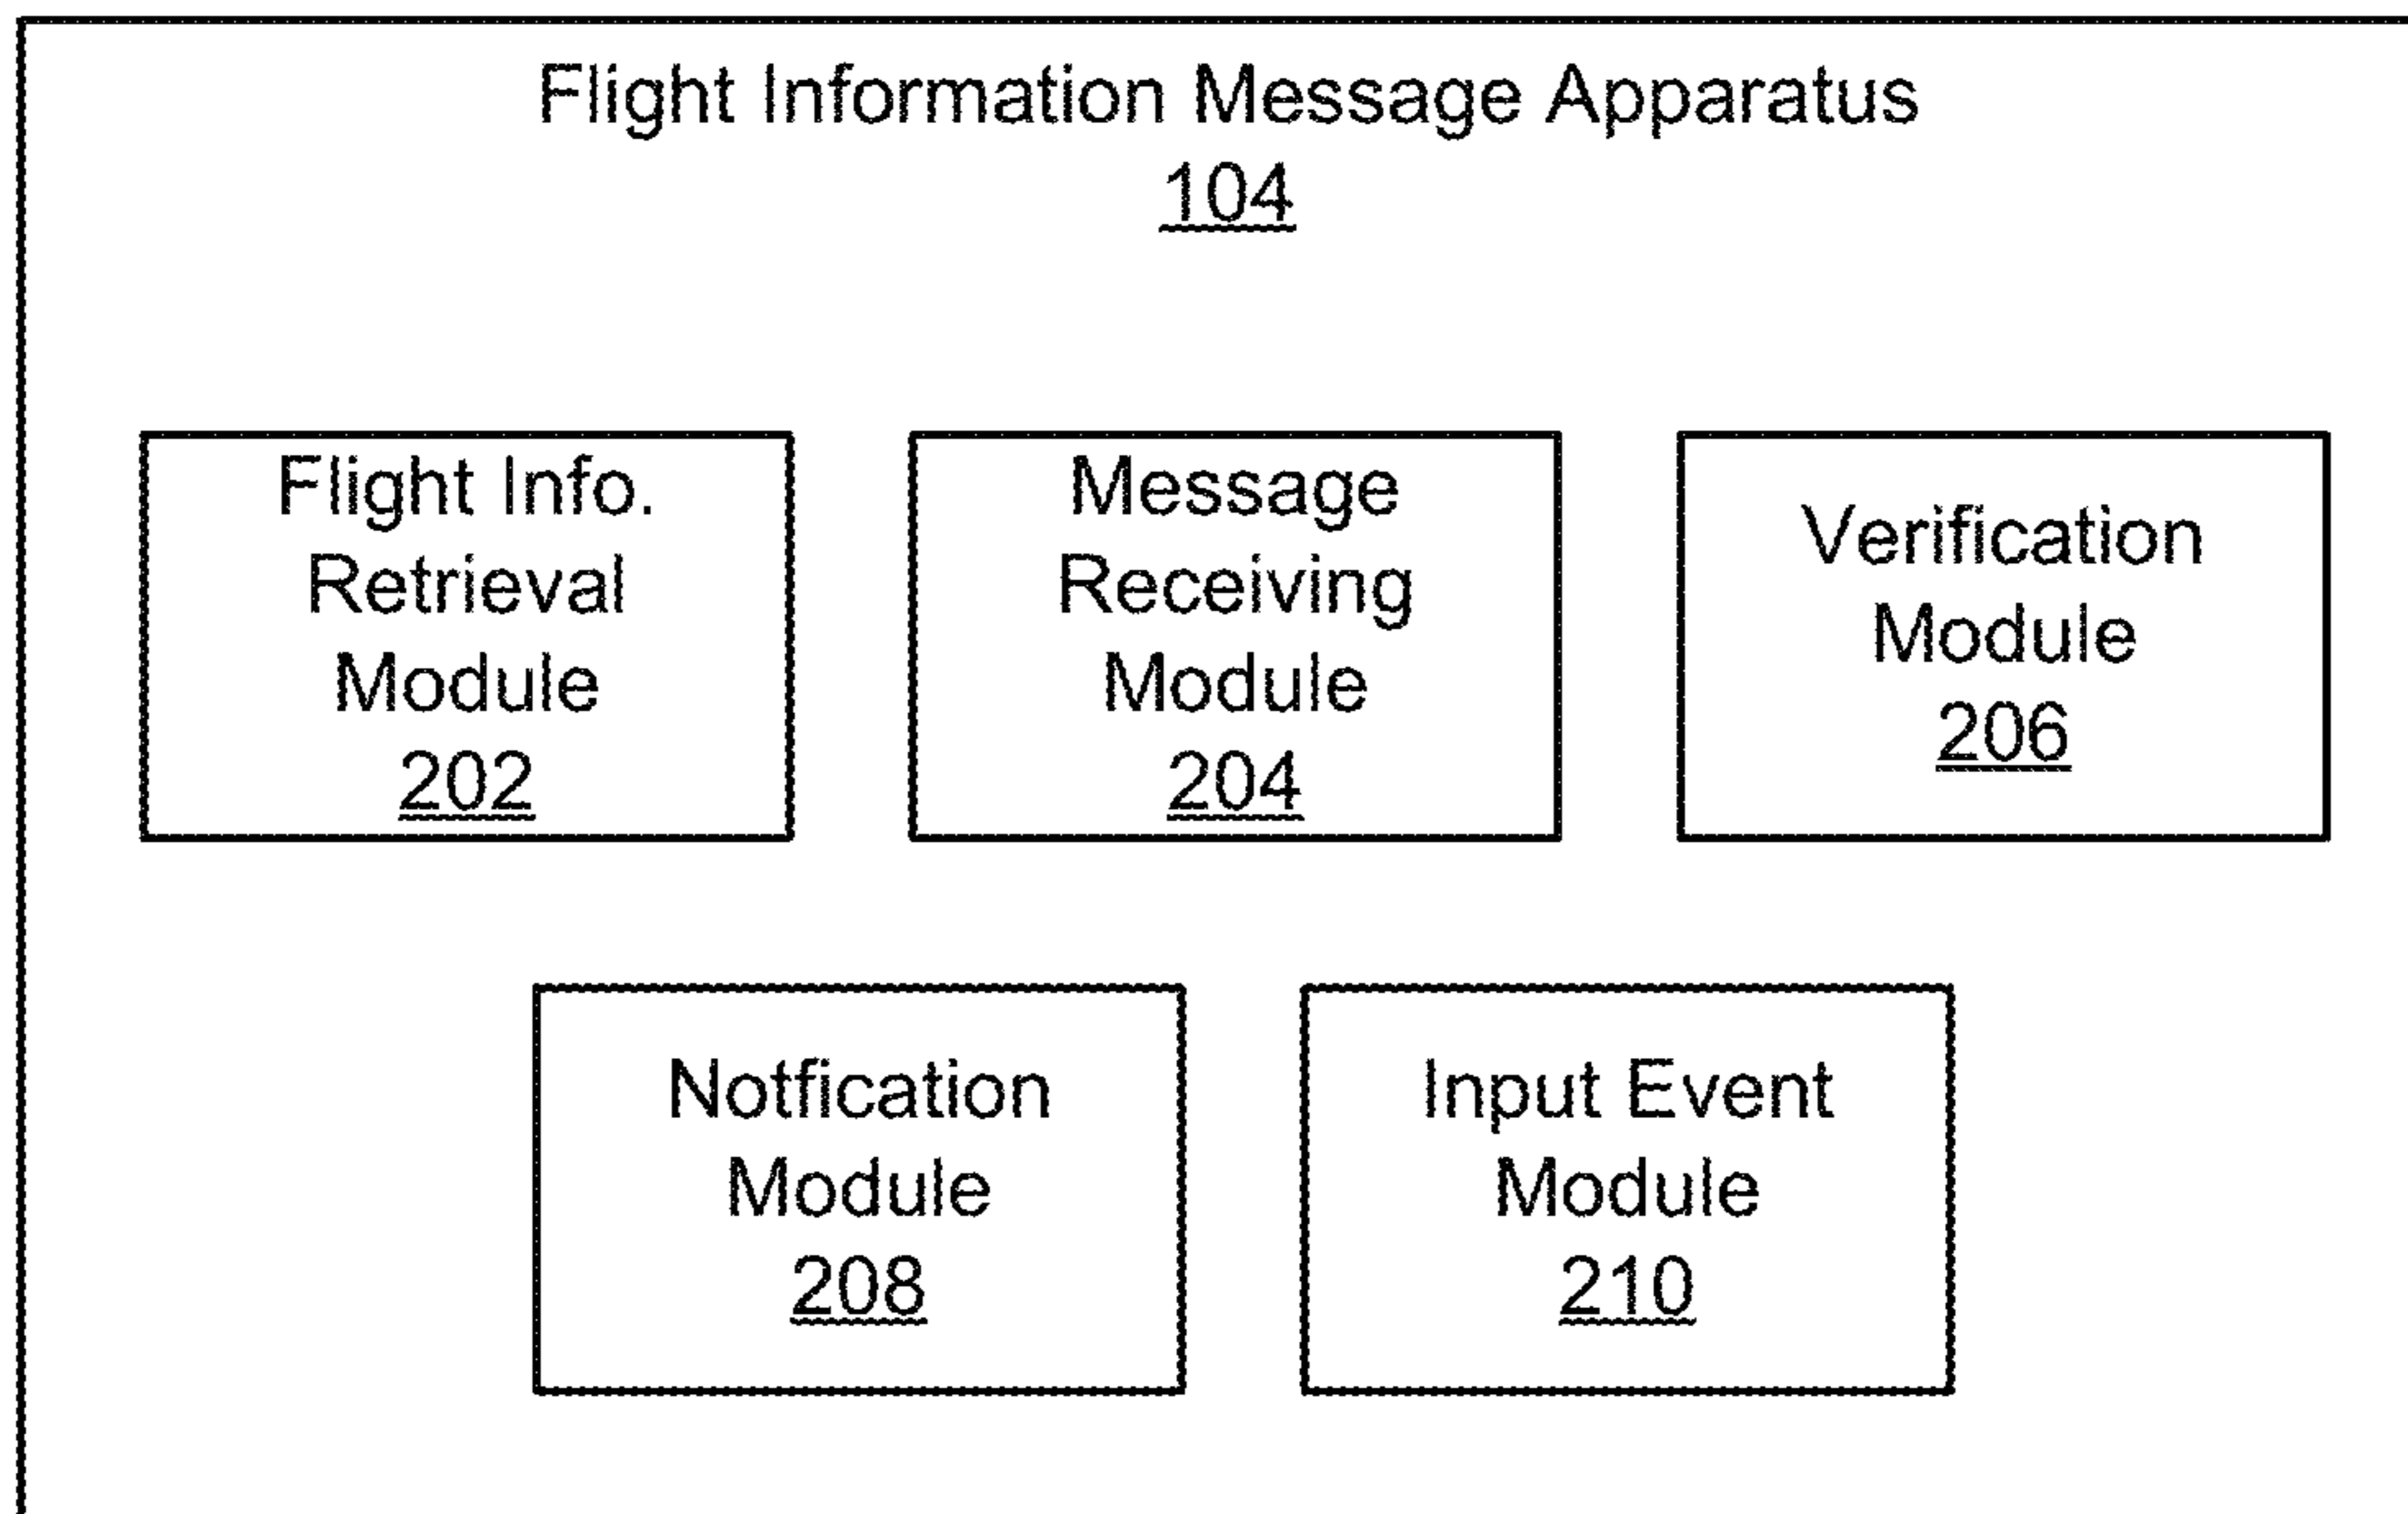 Flight Information Message Apparatus
104
Flight Info.
Retrieval
Module
202
Message
Receiving
Module
204
Verification
Module
206
Notfication
Module
208
Input Event
Module
210